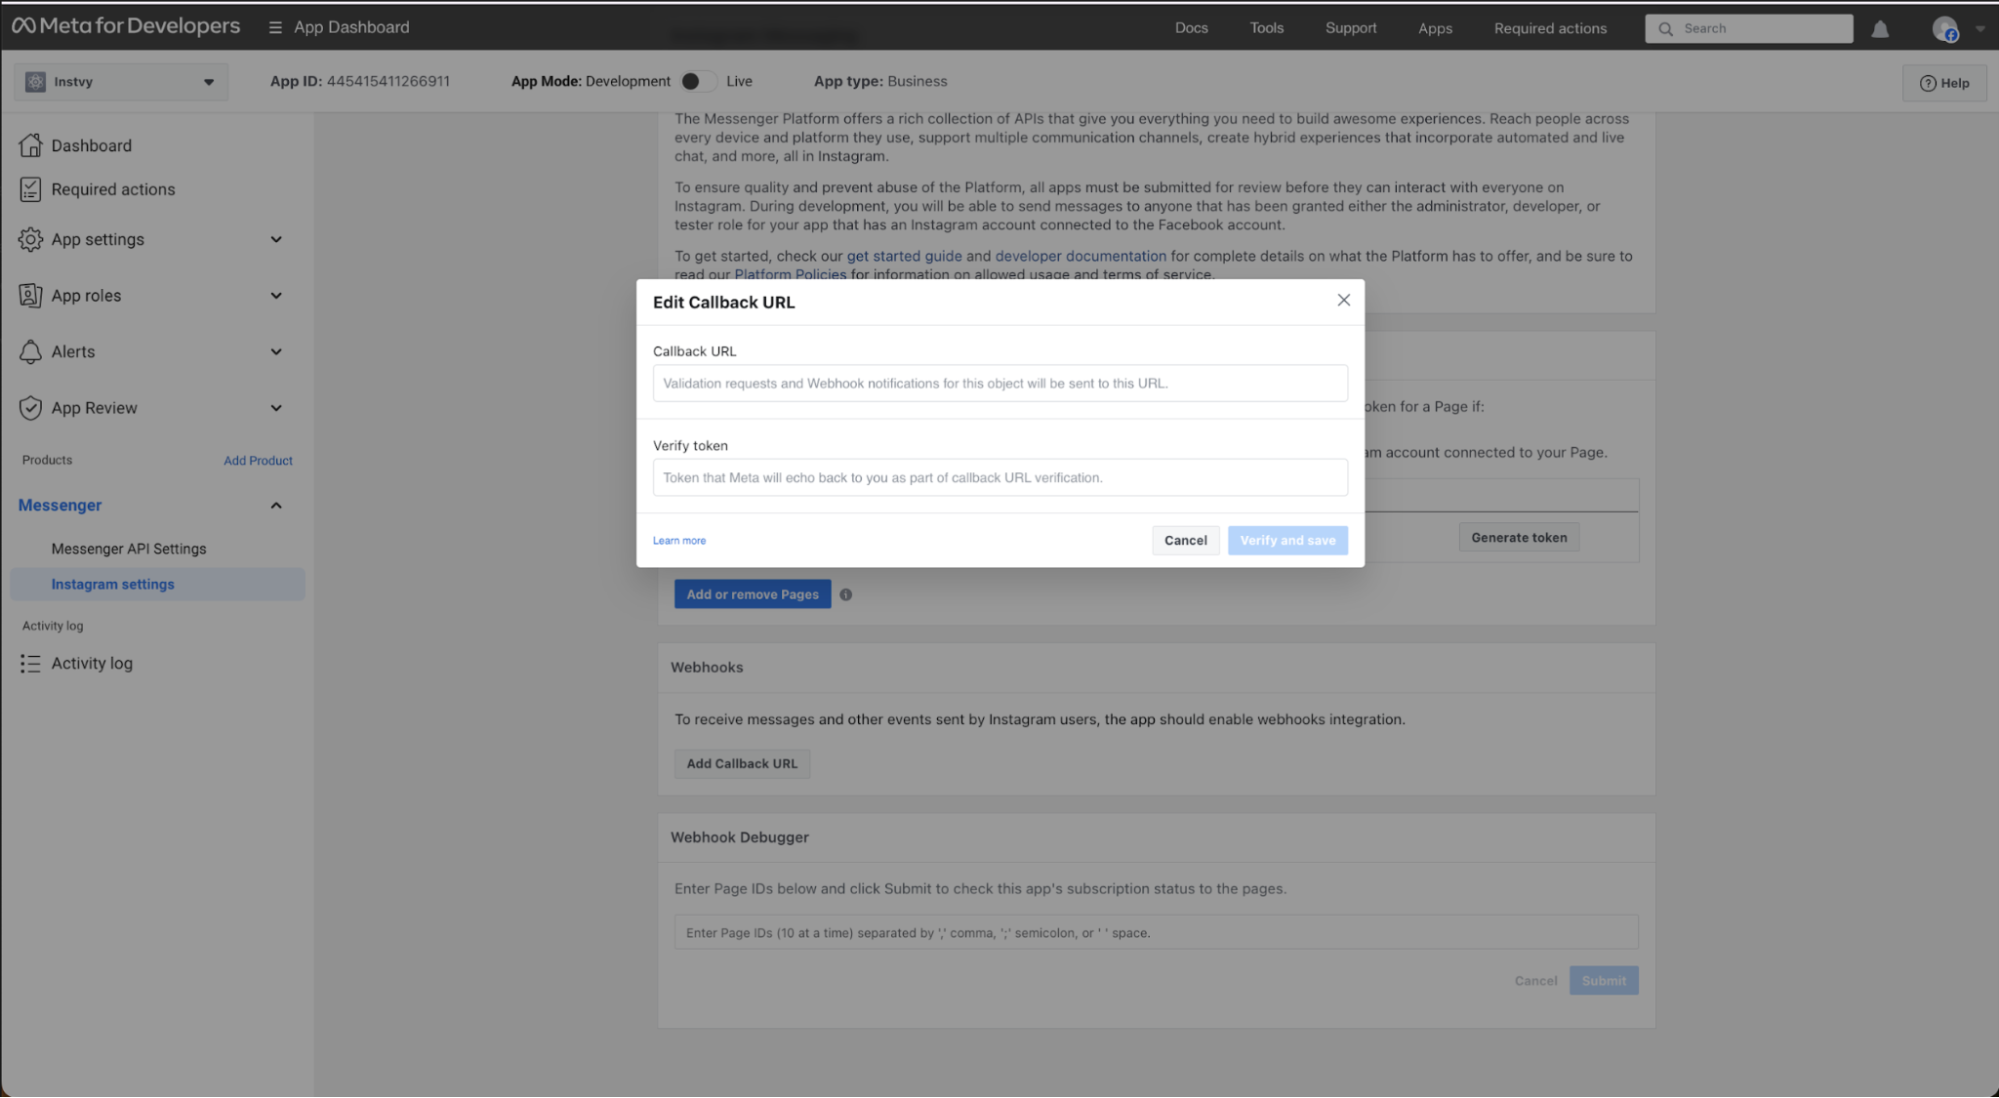 Meta for Developers
App Dashboard
Docs
Tools
Support
Apps
Required actions
Search
Instvy
App ID: 445415411266911
App Mode: Development
Live
App type: Business
Help
Dashboard
Required actions
App settings
App roles
Alerts
App Review
Products
Add Product
Messenger
Messenger API Settings
Instagram settings
Activity log
Activity log
The Messenger Platform offers a rich collection of APIs that give you everything you need to build awesome experiences. Reach people across
every device and platform they use, support multiple communication channels, create hybrid experiences that incorporate automated and live
chat, and more, all in Instagram.
To ensure quality and prevent abuse of the Platform, all apps must be submitted for review before they can interact with everyone on
Instagram. During development, you will be able to send messages to anyone that has been granted either the administrator, developer, or
tester role for your app that has an Instagram account connected to the Facebook account.
To get started, check our get started guide and developer documentation for complete details on what the Platform has to offer, and be sure to
read our Platform Policies for information on allowed usage and terms of service.
Edit Callback URL
Callback URL
Validation requests and Webhook notifications for this object will be sent to this URL.
Verify token
Token that Meta will echo back to you as part of callback URL verification.
Learn more
Cancel
Verify and save
oken for a Page if:
am account connected to your Page.
Generate token
Add or remove Pages
Webhooks
To receive messages and other events sent by Instagram users, the app should enable webhooks integration.
Add Callback URL
Webhook Debugger
Enter Page IDs below and click Submit to check this app's subscription status to the pages.
Enter Page IDs (10 at a time) separated by ',' comma, ';' semicolon, or ' ' space.
Cancel
Submit